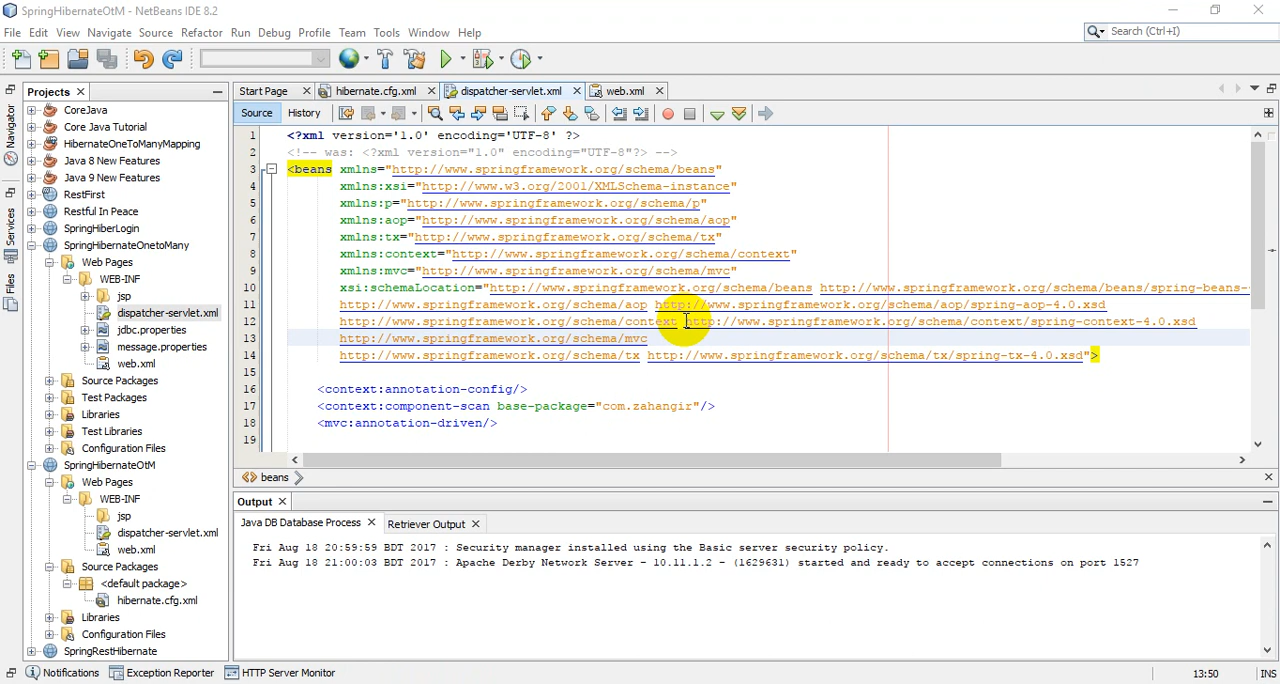 SpringHibernateOtM - NetBeans IDE 8.2
File Edit View Navigate Source Refactor Run Debug Profile Team Tools Window Help
Search (Ctrl+I)
Projects
Navigator
Services
Files
CoreJava
Core Java Tutorial
HibernateOneToManyMapping
Java 8 New Features
Java 9 New Features
RestFirst
Restful In Peace
SpringHiberLogin
SpringHibernateOnetoMany
Web Pages
WEB-INF
jsp
dispatcher-servlet.xml
jdbc.properties
message.properties
web.xml
Source Packages
Test Packages
Libraries
Test Libraries
Configuration Files
SpringHibernateOtM
Web Pages
WEB-INF
jsp
dispatcher-servlet.xml
web.xml
Source Packages
<default package>
hibernate.cfg.xml
Libraries
Configuration Files
SpringRestHibernate
Start Page hibernate.cfg.xml dispatcher-servlet.xml web.xml
Source History
1 <?xml version='1.0' encoding='UTF-8' ?>
2 <!-- was: <?xml version="1.0" encoding="UTF-8"?> -->
3 <beans xmlns="http://www.springframework.org/schema/beans"
4 xmlns:xsi="http://www.w3.org/2001/XMLSchema-instance"
5 xmlns:p="http://www.springframework.org/schema/p"
6 xmlns:aop="http://www.springframework.org/schema/aop"
7 xmlns:tx="http://www.springframework.org/schema/tx"
8 xmlns:context="http://www.springframework.org/schema/context"
9 xmlns:mvc="http://www.springframework.org/schema/mvc"
10 xsi:schemaLocation="http://www.springframework.org/schema/beans http://www.springframework.org/schema/beans/spring-beans-
11 http://www.springframework.org/schema/aop http://www.springframework.org/schema/aop/spring-aop-4.0.xsd
12 http://www.springframework.org/schema/context http://www.springframework.org/schema/context/spring-context-4.0.xsd
13 http://www.springframework.org/schema/mvc
14 http://www.springframework.org/schema/tx http://www.springframework.org/schema/tx/spring-tx-4.0.xsd">
15
16 <context:annotation-config/>
17 <context:component-scan base-package="com.zahangir"/>
18 <mvc:annotation-driven/>
19
beans
Output
Java DB Database Process Retriever Output
Fri Aug 18 20:59:59 BDT 2017 : Security manager installed using the Basic server security policy.
Fri Aug 18 21:00:03 BDT 2017 : Apache Derby Network Server - 10.11.1.2 - (1629631) started and ready to accept connections on port 1527
Notifications Exception Reporter HTTP Server Monitor
13:50 INS